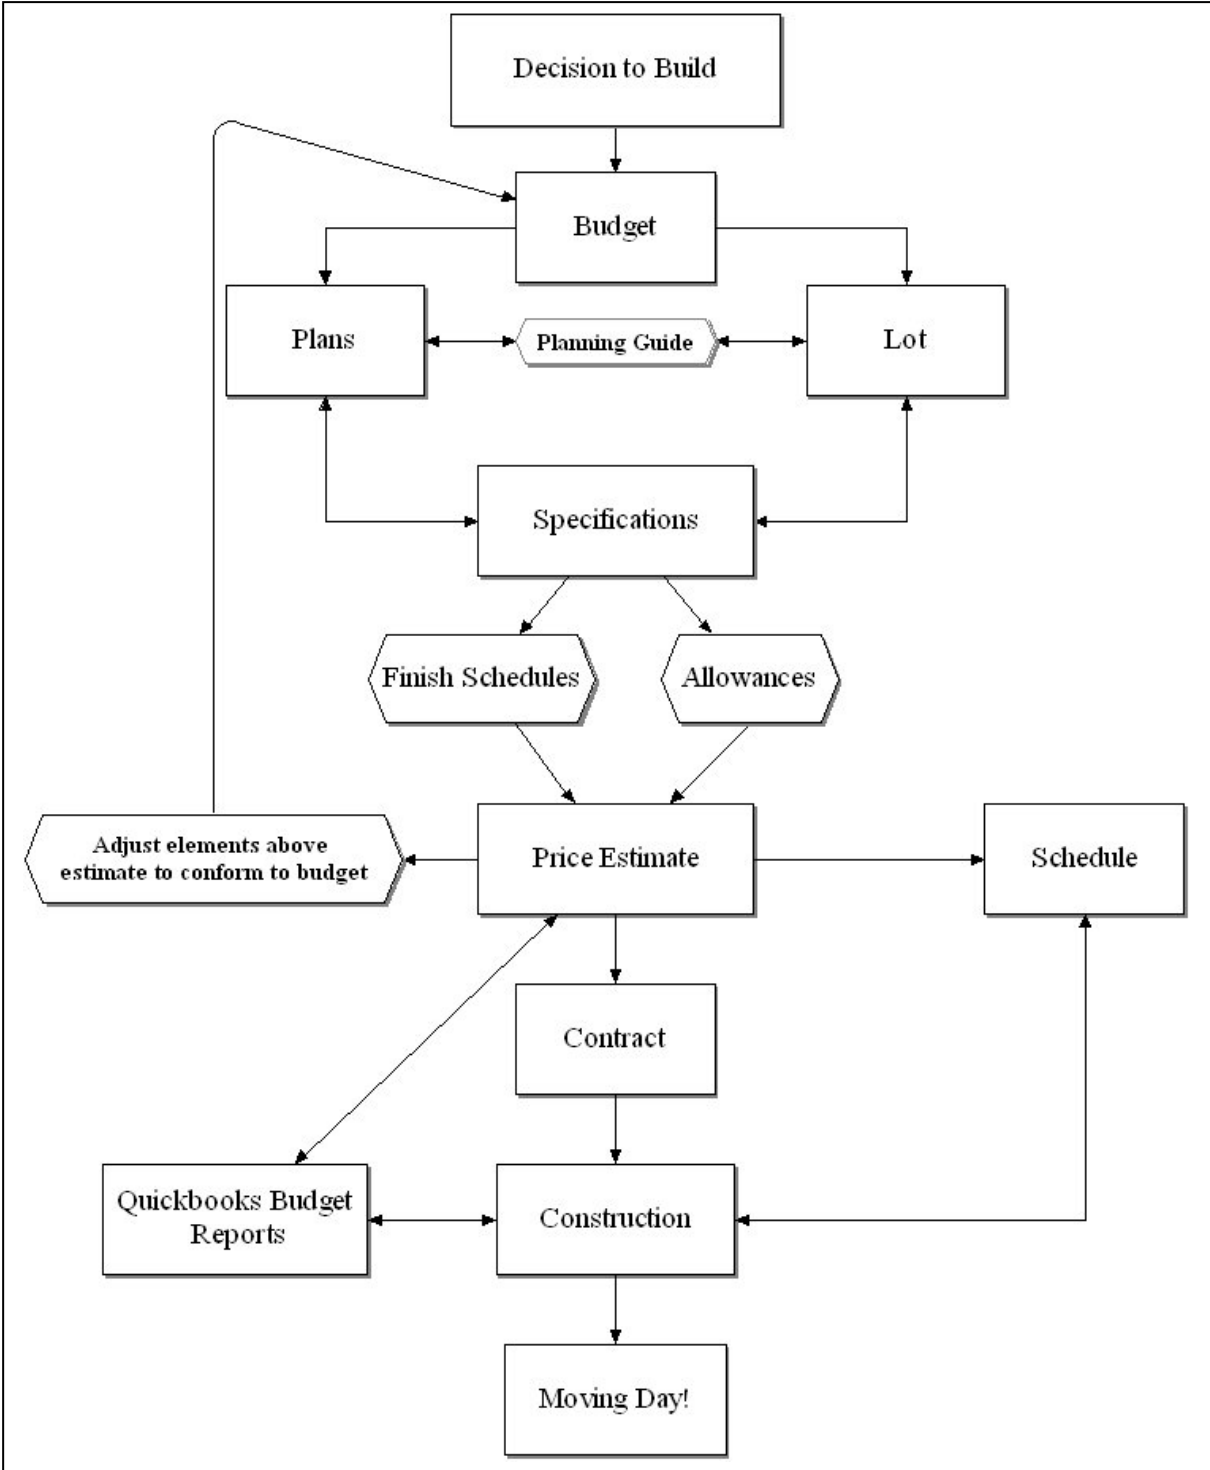 Decision to Build
Budget
Plans
Planning Guide
Lot
Specifications
Finish Schedules
Allowances
Adjust elements above
estimate to conform to budget
Price Estimate
Schedule
Contract
Quickbooks Budget
Reports
Construction
Moving Day!